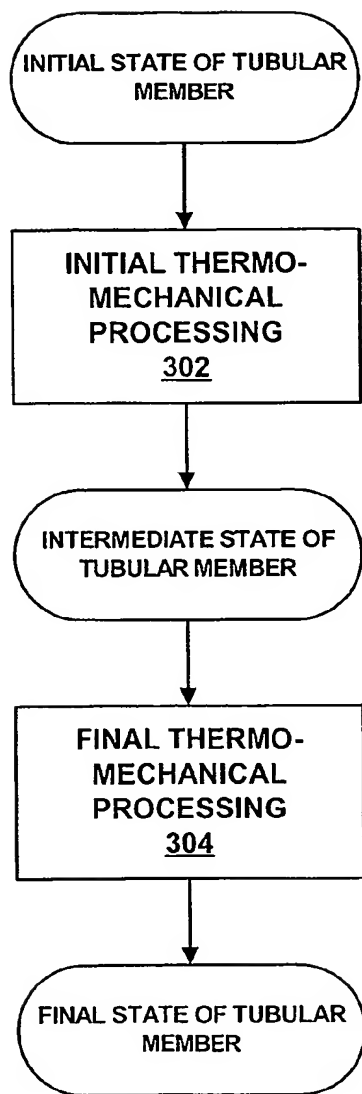 INITIAL STATE OF TUBULAR
MEMBER
INITIAL THERMO-
MECHANICAL
PROCESSING
302
INTERMEDIATE STATE OF
TUBULAR MEMBER
FINAL THERMO-
MECHANICAL
PROCESSING
304
FINAL STATE OF TUBULAR
MEMBER